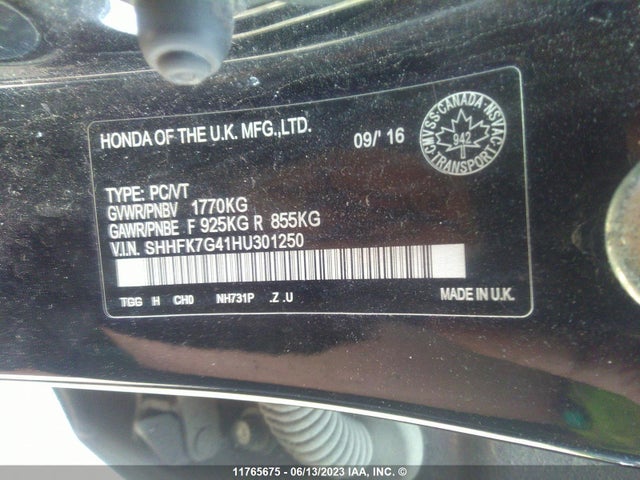 HONDA OF THE U.K. MFG.,LTD.
09/' 16
CMVSS·CANADA·NSVAC
942
TRANSPORT
TYPE: PC/VT
GVWR/PNBV 1770KG
GAWR/PNBE F 925KG R 855KG
V.I.N. SHHFK7G41HU301250
TGG H CH0 NH731P .Z .U
MADE IN U.K.
11765675 - 06/13/2023 IAA, INC. ©